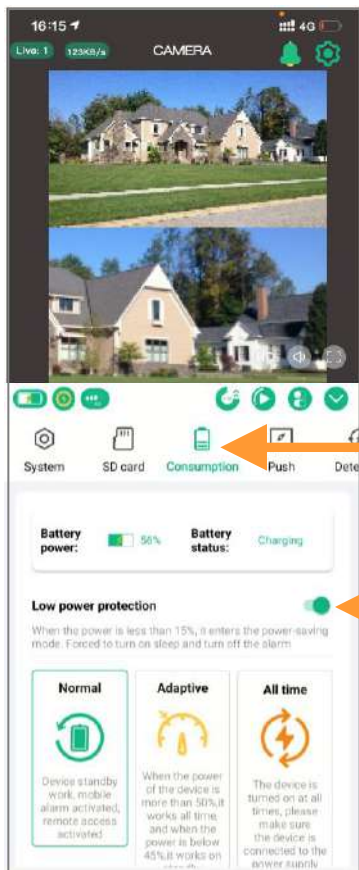 16:15 4G
Live: 1 123KB/s CAMERA
System SD card Consumption Push Dete
Battery power: 56% Battery status: Charging
Low power protection
When the power is less than 15%, it enters the power-saving
mode. Forced to turn on sleep and turn off the alarm
Normal
Device standby
work, mobile
alarm activated,
remote access
activated
Adaptive
When the power
of the device is
more than 50%,it
works all time,
and when the
power is below
45%,it works on
All time
The device is
turned on at all
times, please
make sure
the device is
connected to the
power supply